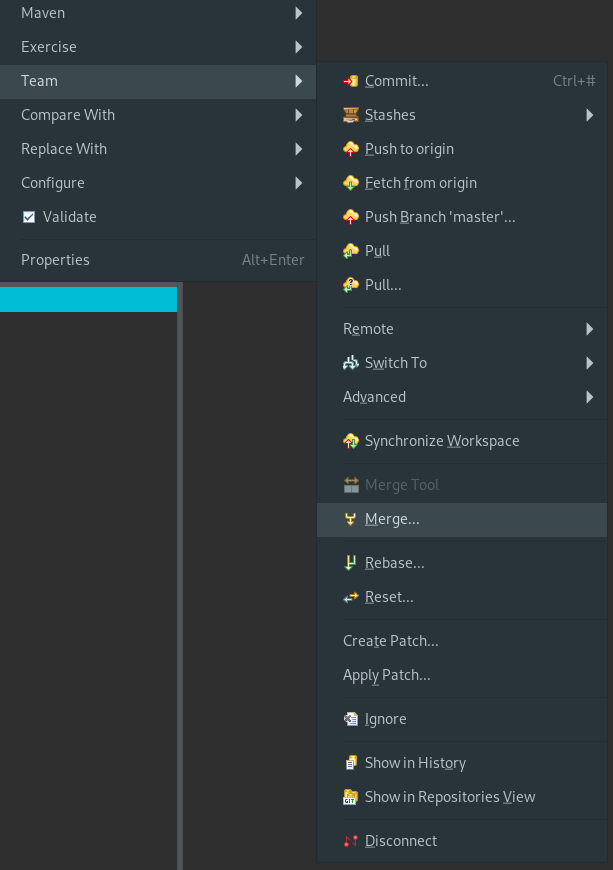 Maven
Exercise
Team
Compare With
Replace With
Configure
Validate
Properties Alt+Enter
Commit... Ctrl+#
Stashes
Push to origin
Fetch from origin
Push Branch 'master'...
Pull
Pull...
Remote
Switch To
Advanced
Synchronize Workspace
Merge Tool
Merge...
Rebase...
Reset...
Create Patch...
Apply Patch...
Ignore
Show in History
GIT Show in Repositories View
Disconnect